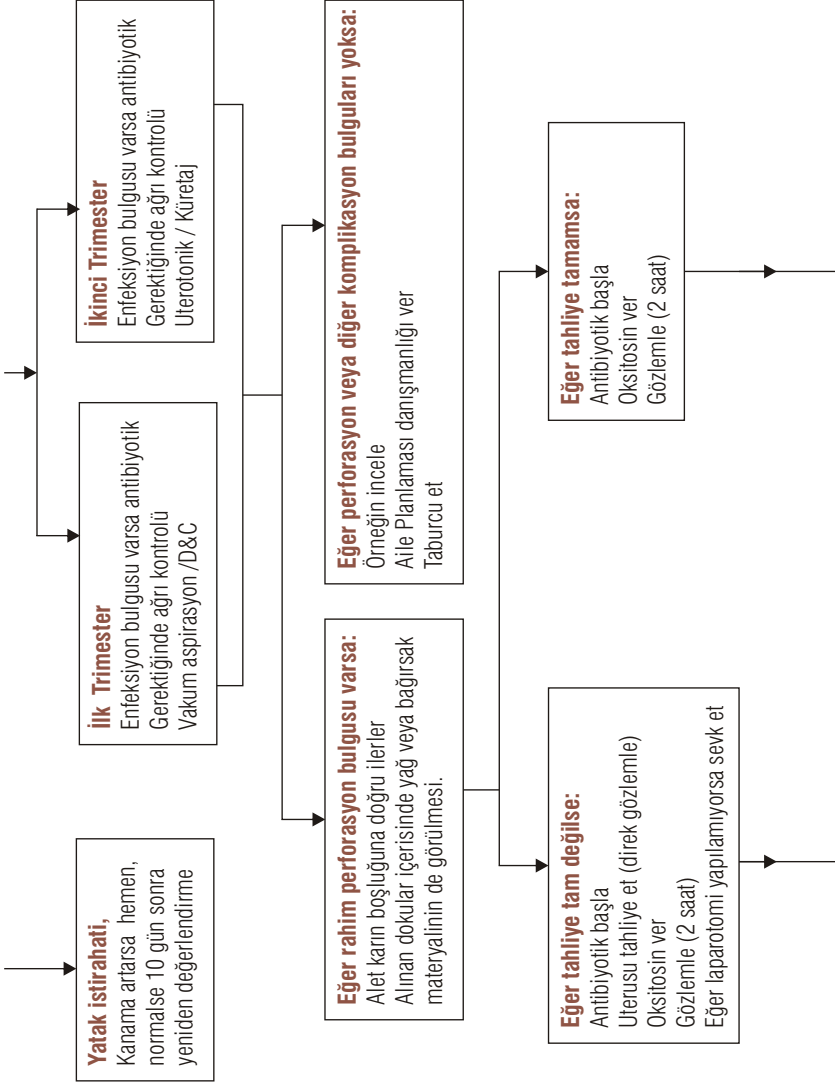 Yatak istirahati,
Kanama artarsa hemen,
normalse 10 gün sonra
yeniden değerlendirme
İlk Trimester
Enfeksiyon bulgusu varsa antibiyotik
Gerektiğinde ağrı kontrolü
Vakum aspirasyon /D&C
İkinci Trimester
Enfeksiyon bulgusu varsa antibiyotik
Gerektiğinde ağrı kontrolü
Uterotonik / Küretaj
Eğer rahim perforasyon bulgusu varsa:
Alet karın boşluğuna doğru ilerler
Alınan dokular içerisinde yağ veya bağırsak
materyalinin de görülmesi.
Eğer perforasyon veya diğer komplikasyon bulguları yoksa:
Örneğin incele
Aile Planlaması danışmanlığı ver
Taburcu et
Eğer tahliye tam değilse:
Antibiyotik başla
Uterusu tahliye et (direk gözlemle)
Oksitosin ver
Gözlemle (2 saat)
Eğer laparotomi yapılamıyorsa sevk et
Eğer tahliye tamamsa:
Antibiyotik başla
Oksitosin ver
Gözlemle (2 saat)